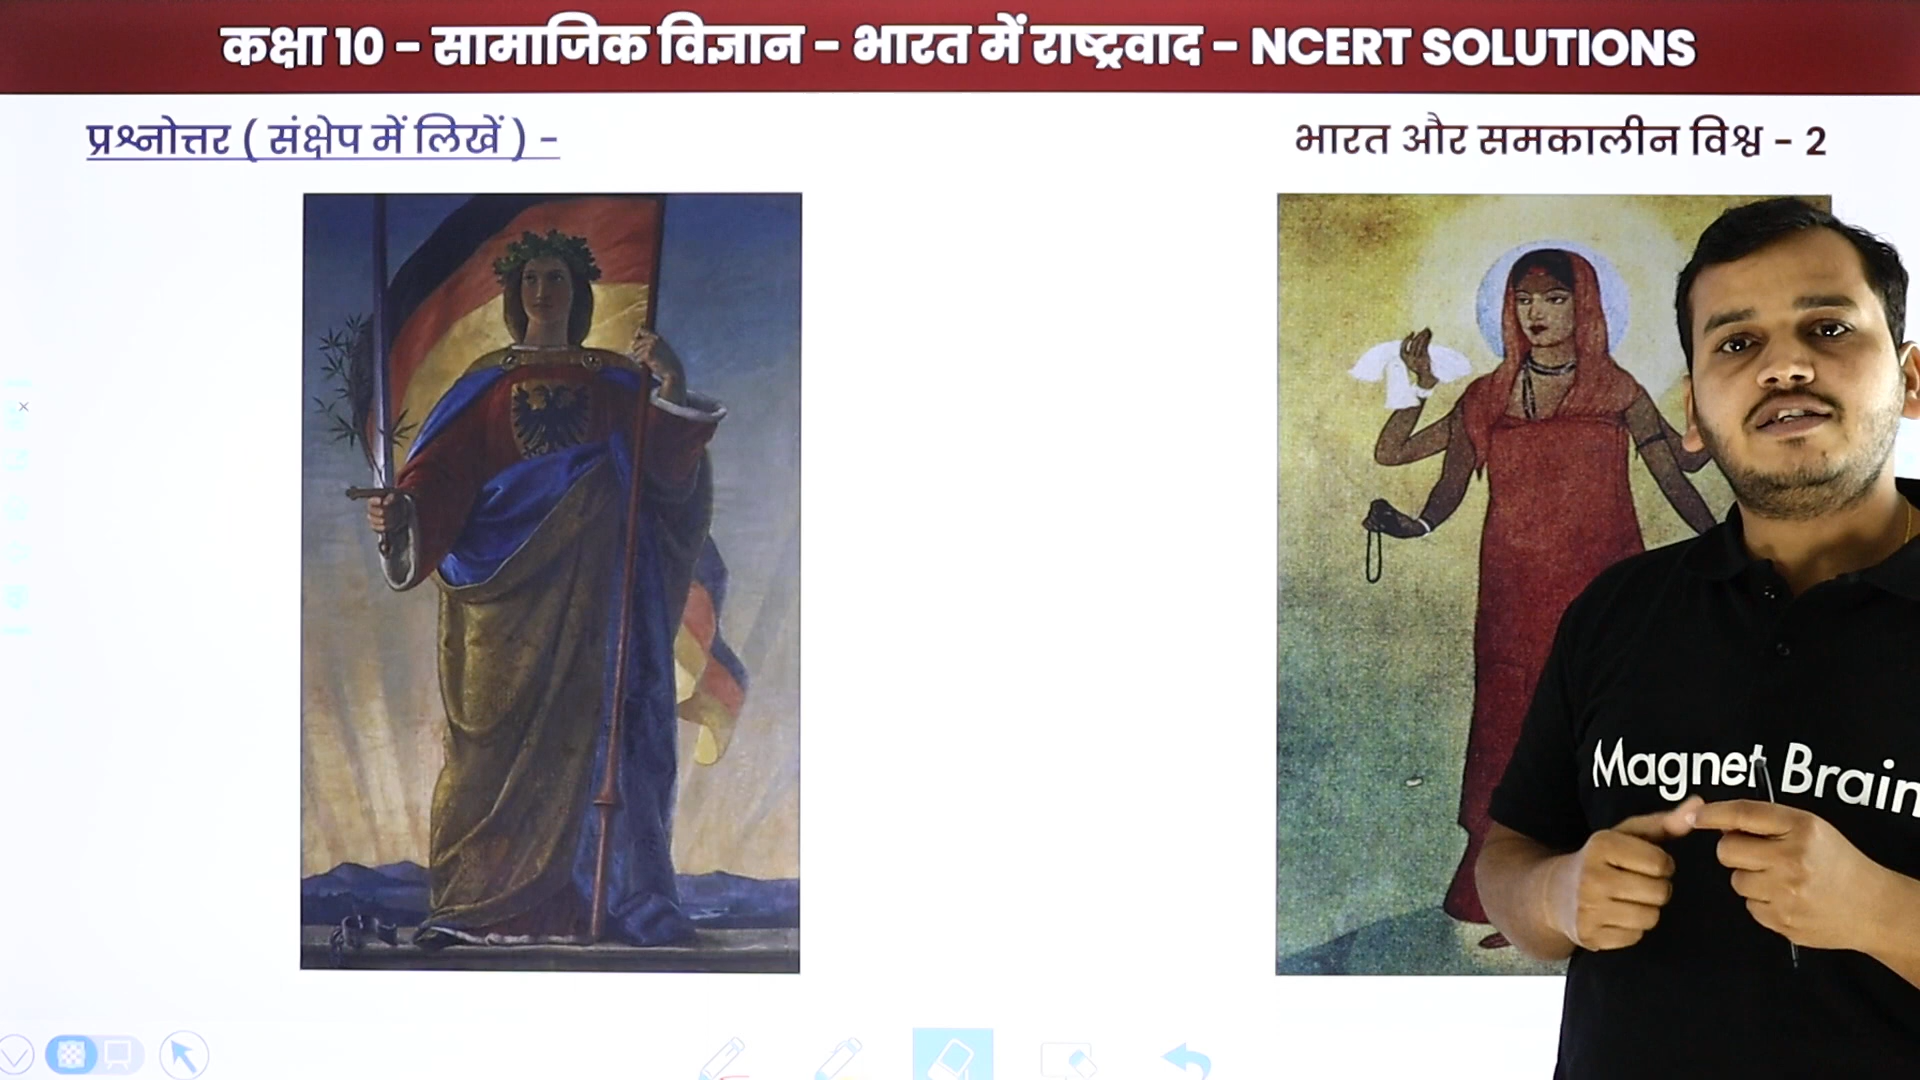 कक्षा 10 – सामाजिक विज्ञान – भारत में राष्ट्रवाद – NCERT SOLUTIONS
प्रश्नोत्तर ( संक्षेप में लिखें ) –
भारत और समकालीन विश्व – 2
Magnet Brain